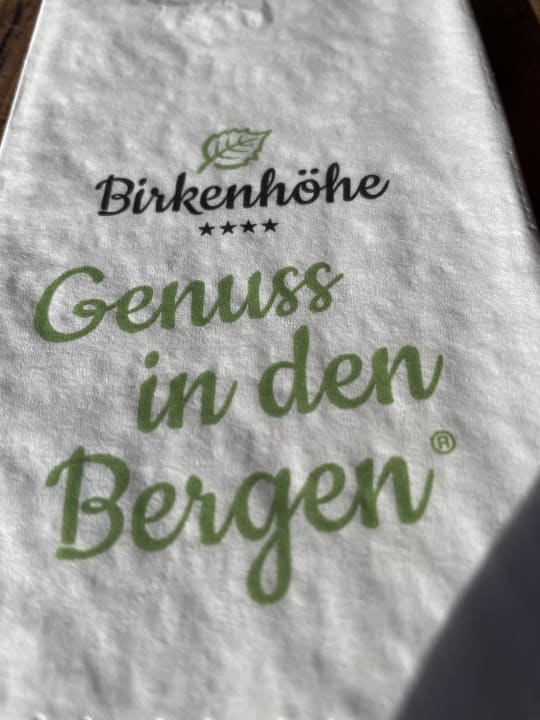 Birkenhöhe
★★★★
Genuss
in den
Bergen®